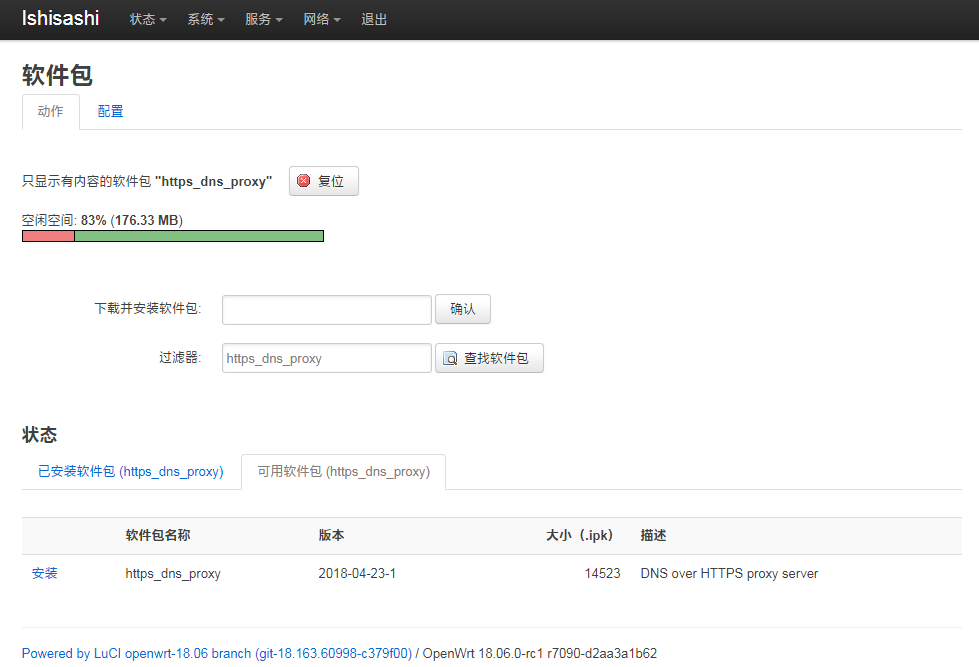 Ishisashi 状态 系统 服务 网络 退出
软件包
动作 配置
只显示有内容的软件包 "https_dns_proxy" 复位
空闲空间: 83% (176.33 MB)
下载并安装软件包: 确认
过滤器: https_dns_proxy 查找软件包
状态
已安装软件包 (https_dns_proxy) 可用软件包 (https_dns_proxy)
软件包名称 版本 大小（.ipk） 描述
安装 https_dns_proxy 2018-04-23-1 14523 DNS over HTTPS proxy server
Powered by LuCI openwrt-18.06 branch (git-18.163.60998-c379f00) / OpenWrt 18.06.0-rc1 r7090-d2aa3a1b62